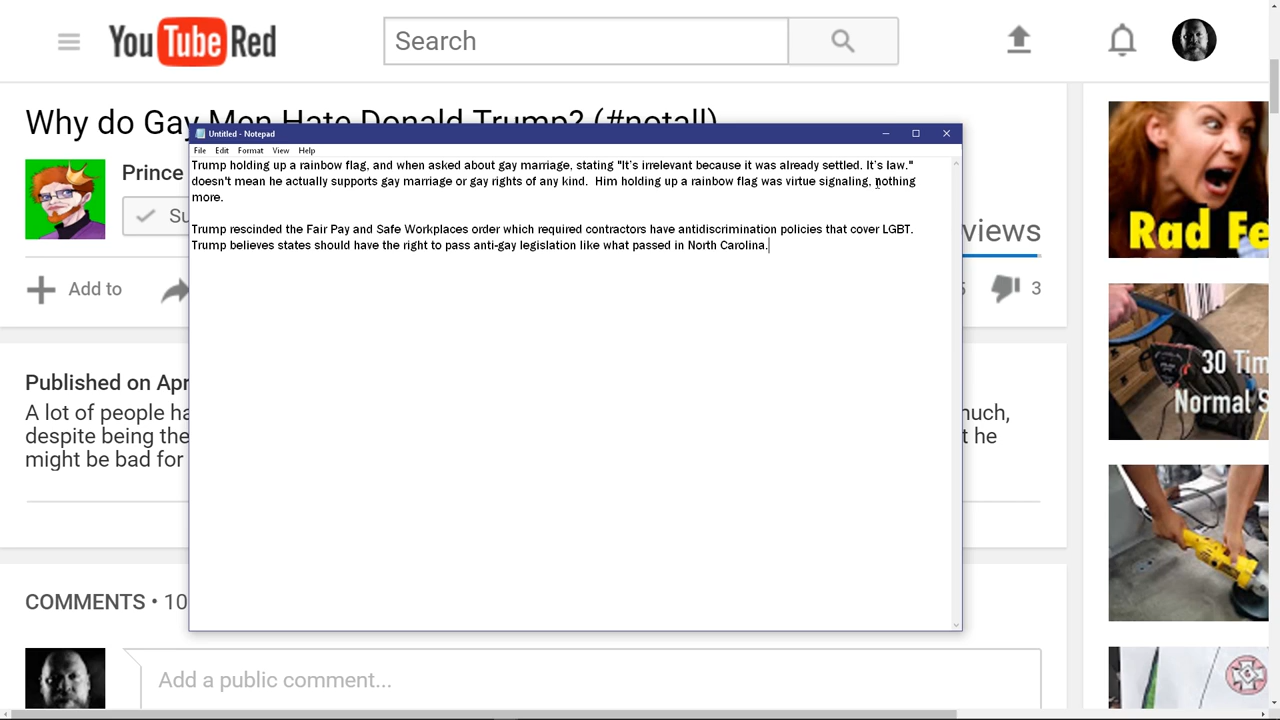 YouTube Red
Search
Why do Gay Men Hate Donald Trump? (#notall)
Untitled - Notepad
File Edit Format View Help
Trump holding up a rainbow flag, and when asked about gay marriage, stating "It's irrelevant because it was already settled. It's law."
doesn't mean he actually supports gay marriage or gay rights of any kind.  Him holding up a rainbow flag was virtue signaling, nothing
more.
Trump rescinded the Fair Pay and Safe Workplaces order which required contractors have antidiscrimination policies that cover LGBT.
Trump believes states should have the right to pass anti-gay legislation like what passed in North Carolina.
Prince
Su
views
Add to
5
3
Published on Apr
A lot of people ha
much,
despite being the
t he
might be bad for
COMMENTS • 10
Add a public comment...
Rad Fe
30 Tim
Normal S